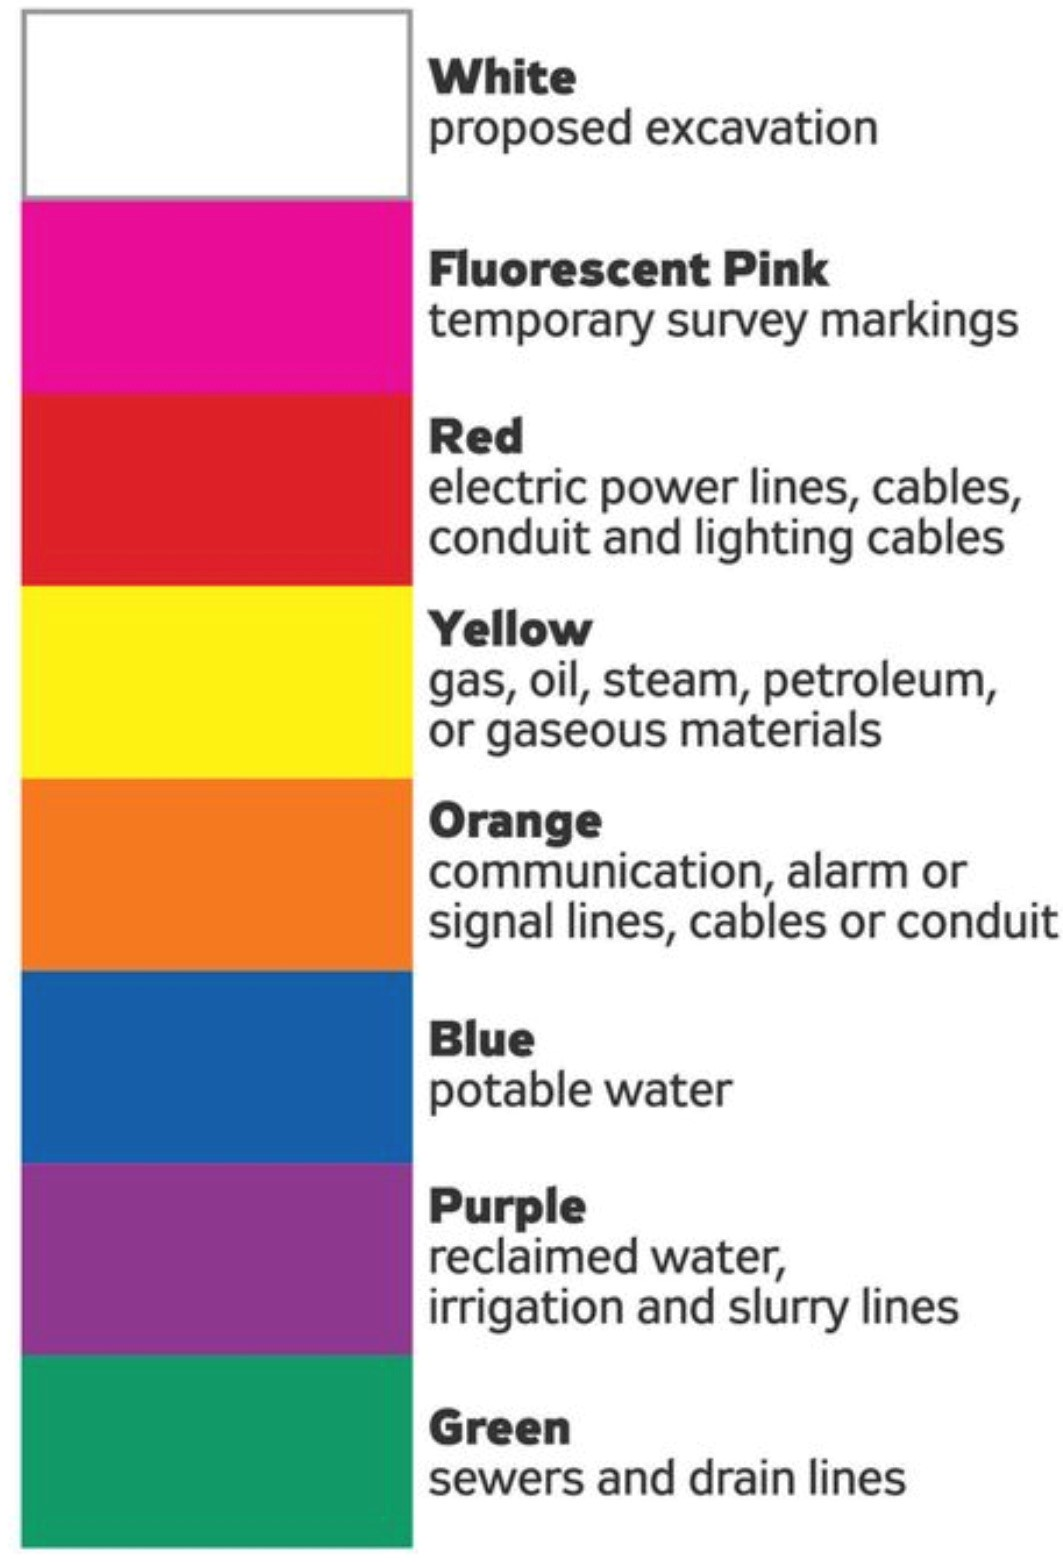 White
proposed excavation
Fluorescent Pink
temporary survey markings
Red
electric power lines, cables,
conduit and lighting cables
Yellow
gas, oil, steam, petroleum,
or gaseous materials
Orange
communication, alarm or
signal lines, cables or conduit
Blue
potable water
Purple
reclaimed water,
irrigation and slurry lines
Green
sewers and drain lines